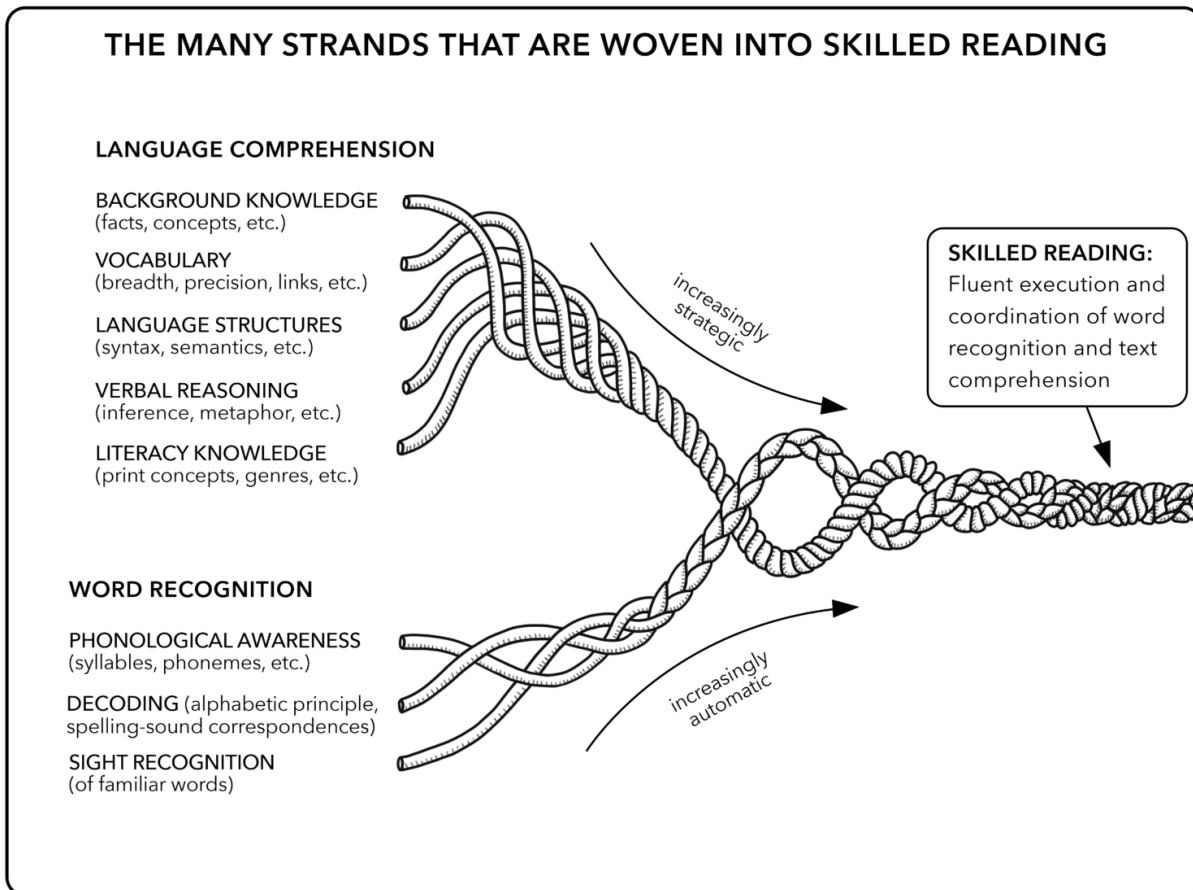 THE MANY STRANDS THAT ARE WOVEN INTO SKILLED READING
LANGUAGE COMPREHENSION
BACKGROUND KNOWLEDGE
(facts, concepts, etc.)
VOCABULARY
(breadth, precision, links, etc.)
LANGUAGE STRUCTURES
(syntax, semantics, etc.)
VERBAL REASONING
(inference, metaphor, etc.)
LITERACY KNOWLEDGE
(print concepts, genres, etc.)
increasingly
strategic
SKILLED READING:
Fluent execution and
coordination of word
recognition and text
comprehension
WORD RECOGNITION
PHONOLOGICAL AWARENESS
(syllables, phonemes, etc.)
DECODING (alphabetic principle,
spelling-sound correspondences)
SIGHT RECOGNITION
(of familiar words)
increasingly
automatic